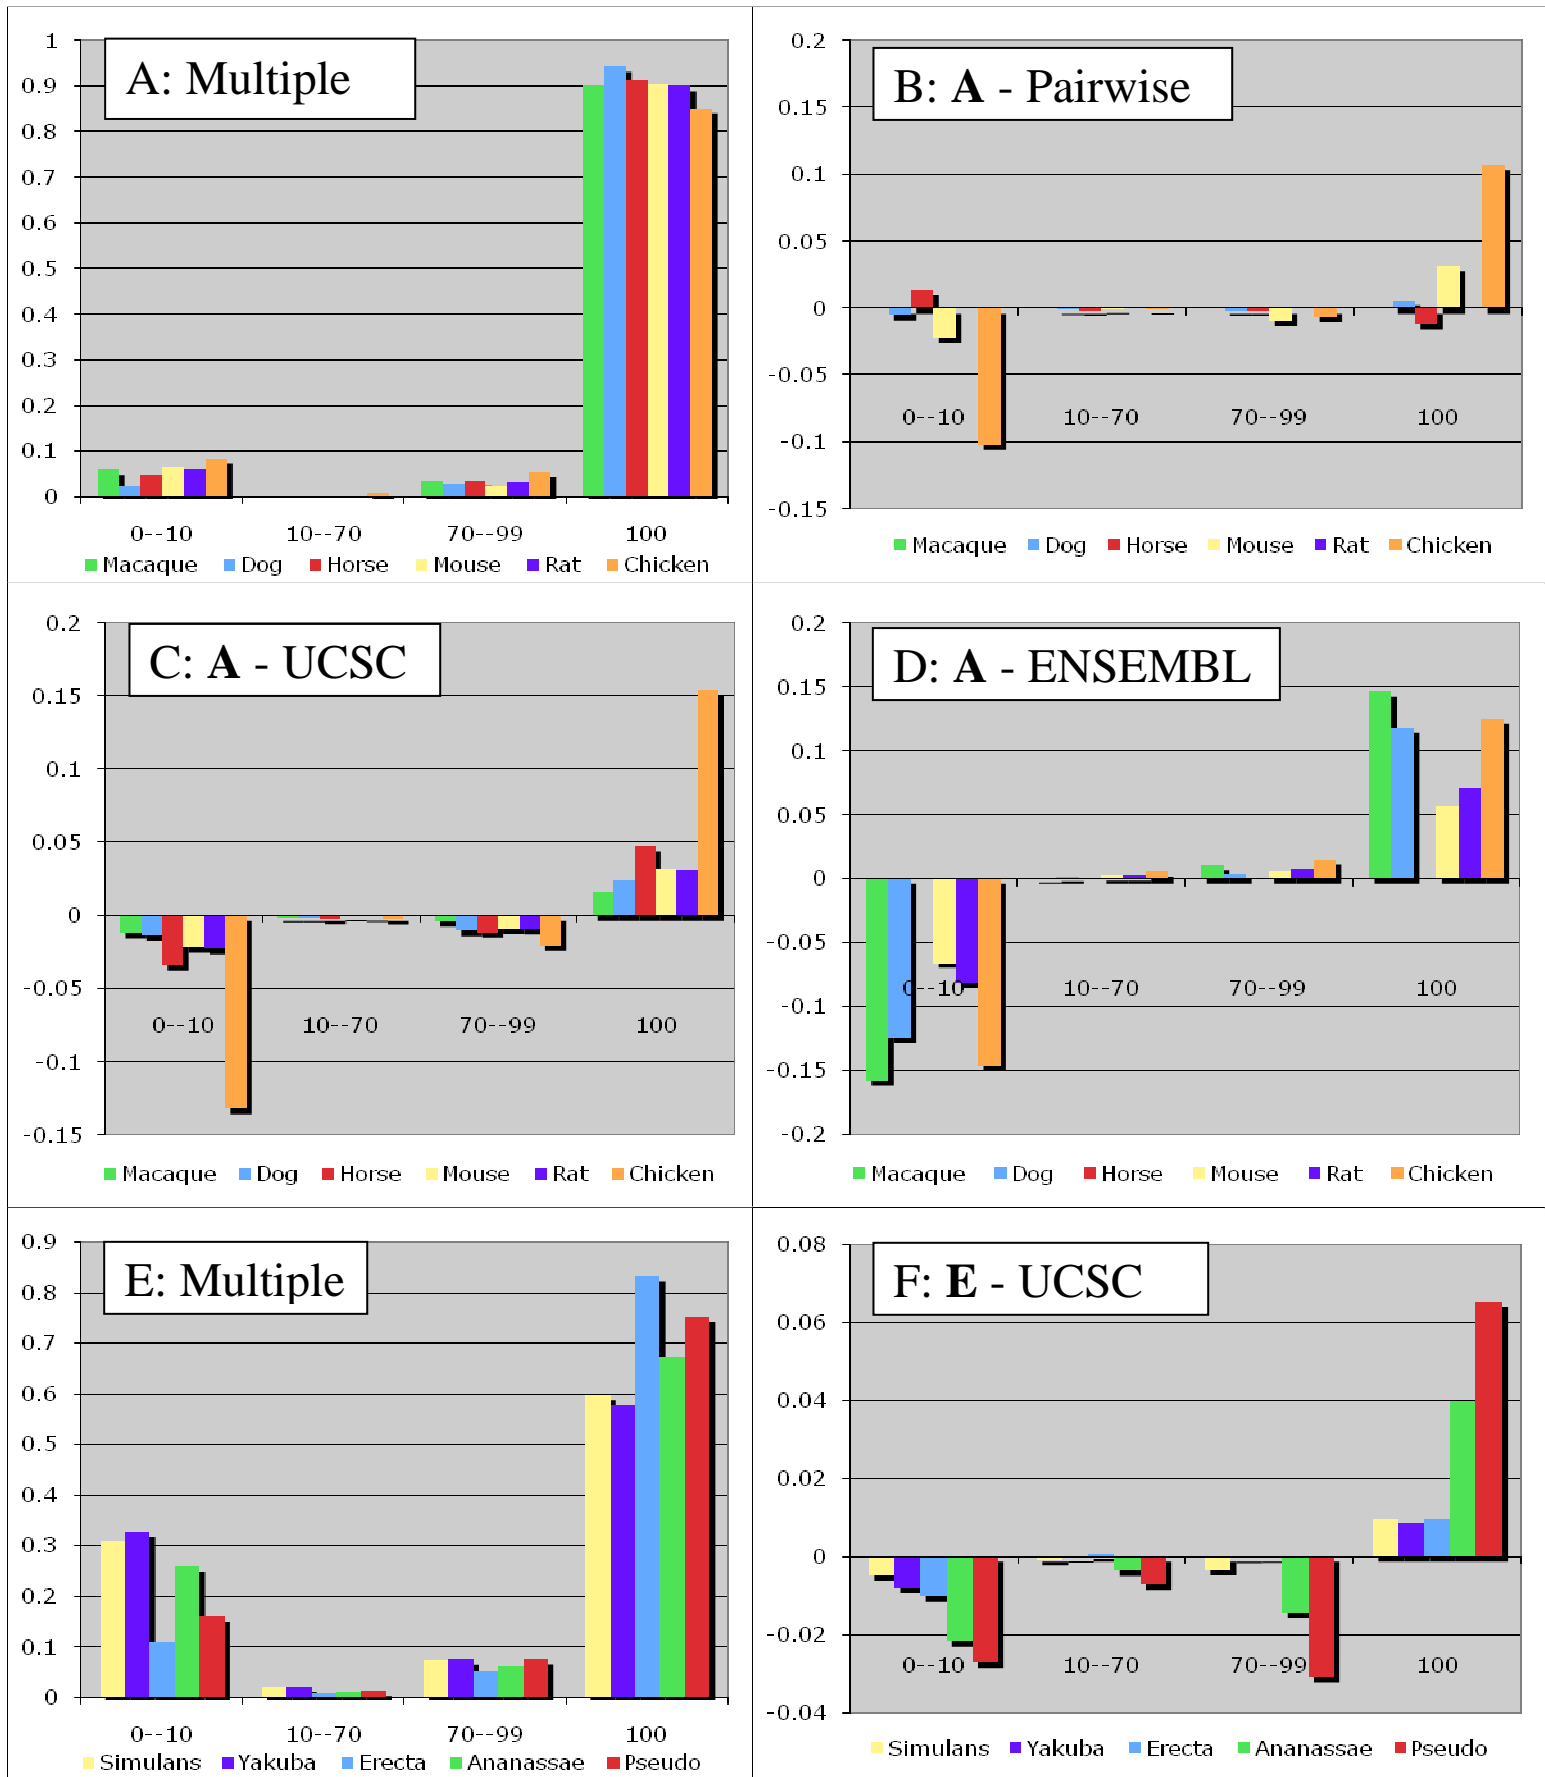 A: Multiple
1
0.9
0.8
0.7
0.6
0.5
0.4
0.3
0.2
0.1
0
0--10 10--70 70--99 100
Macaque Dog Horse Mouse Rat Chicken
B: A - Pairwise
0.2
0.15
0.1
0.05
0
-0.05
-0.1
-0.15
0--10 10--70 70--99 100
Macaque Dog Horse Mouse Rat Chicken
C: A - UCSC
0.2
0.15
0.1
0.05
0
-0.05
-0.1
-0.15
0--10 10--70 70--99 100
Macaque Dog Horse Mouse Rat Chicken
D: A - ENSEMBL
0.2
0.15
0.1
0.05
0
-0.05
-0.1
-0.15
-0.2
0--10 10--70 70--99 100
Macaque Dog Horse Mouse Rat Chicken
E: Multiple
0.9
0.8
0.7
0.6
0.5
0.4
0.3
0.2
0.1
0
0--10 10--70 70--99 100
Simulans Yakuba Erecta Ananassae Pseudo
F: E - UCSC
0.08
0.06
0.04
0.02
0
-0.02
-0.04
0--10 10--70 70--99 100
Simulans Yakuba Erecta Ananassae Pseudo